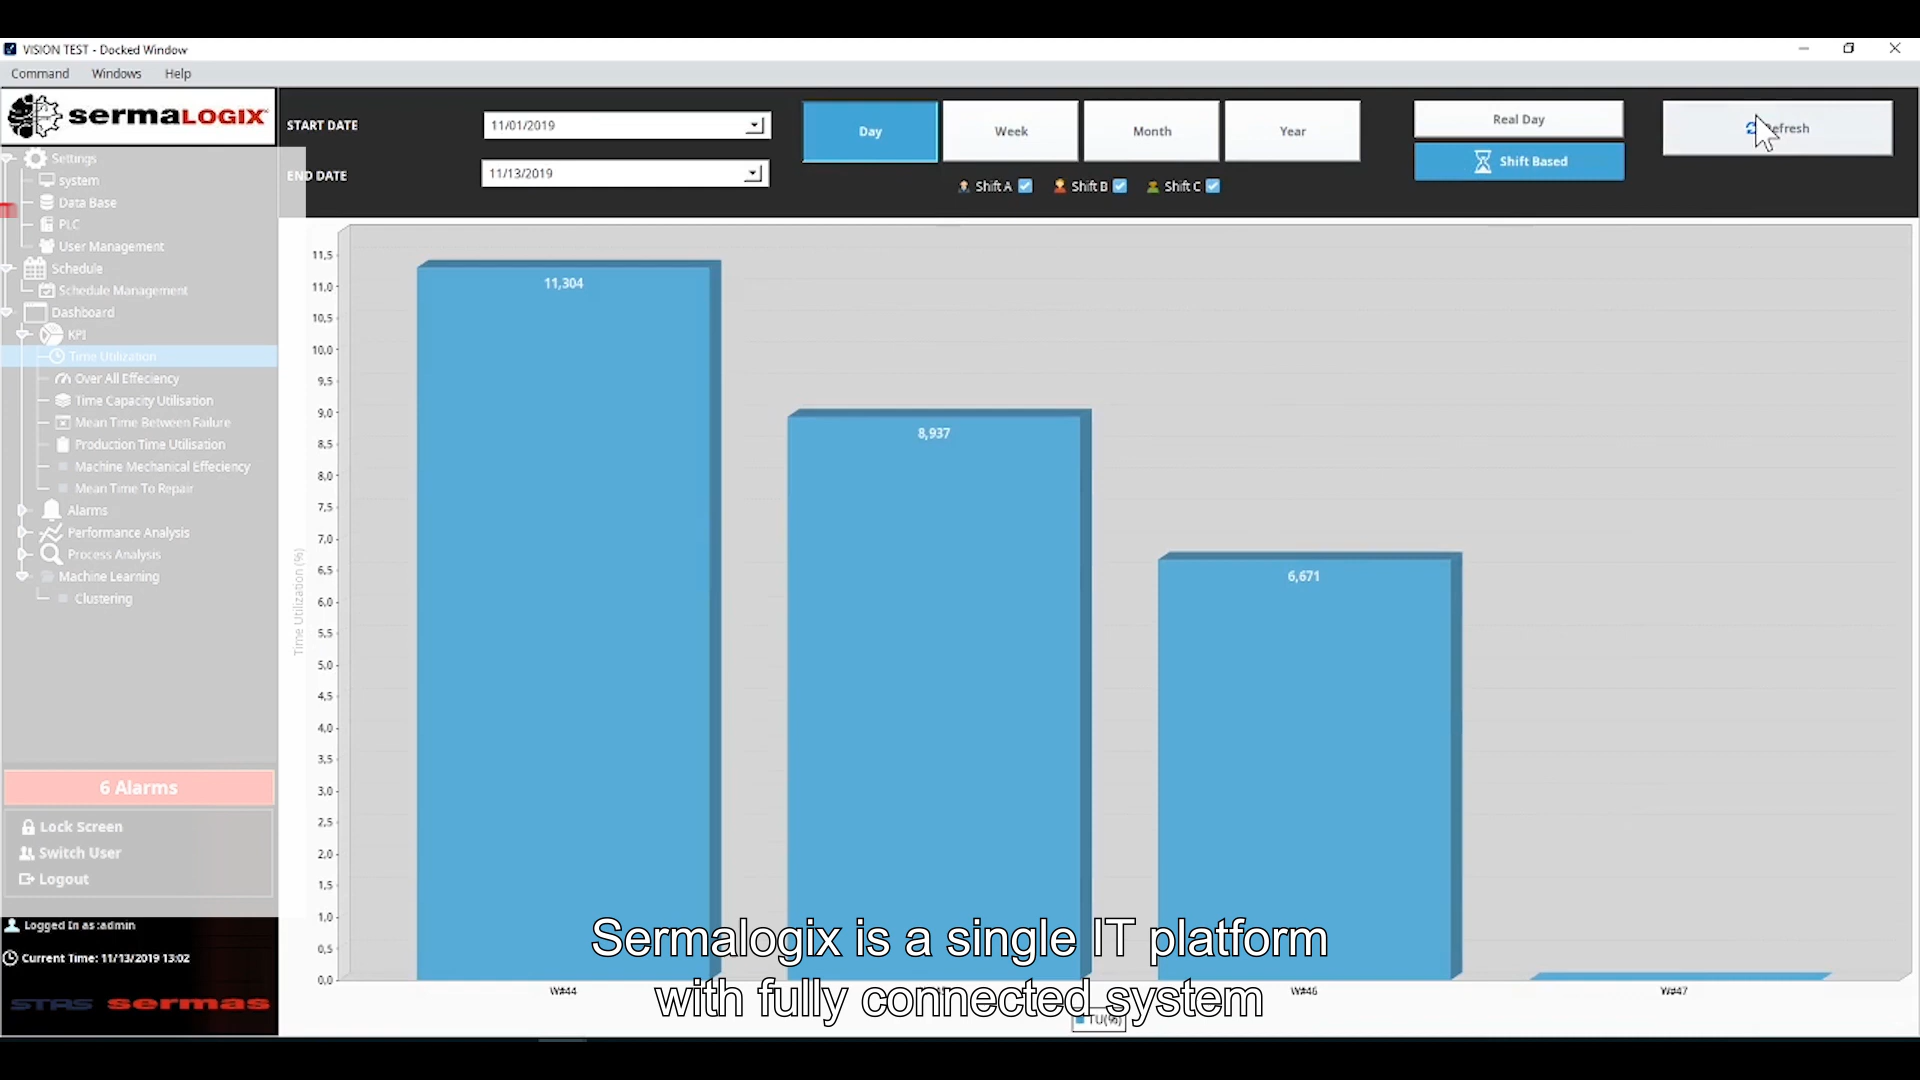 VISION TEST - Docked Window
Command Windows Help
sermaLOGIX
START DATE
11/01/2019
END DATE
11/13/2019
Day
Week
Month
Year
Shift A
Shift B
Shift C
Real Day
Shift Based
Settings
system
Data Base
PLC
User Management
Schedule
Schedule Management
Dashboard
KPI
Time Utilization
Over All Effeciency
Time Capacity Utilisation
Mean Time Between Failure
Production Time Utilisation
Machine Mechanical Effeciency
Mean Time To Repair
Alarms
Performance Analysis
Process Analysis
Machine Learning
Clustering
6 Alarms
Lock Screen
Switch User
Logout
Logged In as :admin
Current Time: 11/13/2019 13:02
STAS sermas
Time Utilization (%)
11,5
11,0
10,5
10,0
9,5
9,0
8,5
8,0
7,5
7,0
6,5
6,0
5,5
5,0
4,5
4,0
3,5
3,0
2,5
2,0
1,5
1,0
0,5
0,0
11,304
8,937
6,671
W#44
W#46
W#47
TU(%)
Sermalogix is a single IT platform
with fully connected system